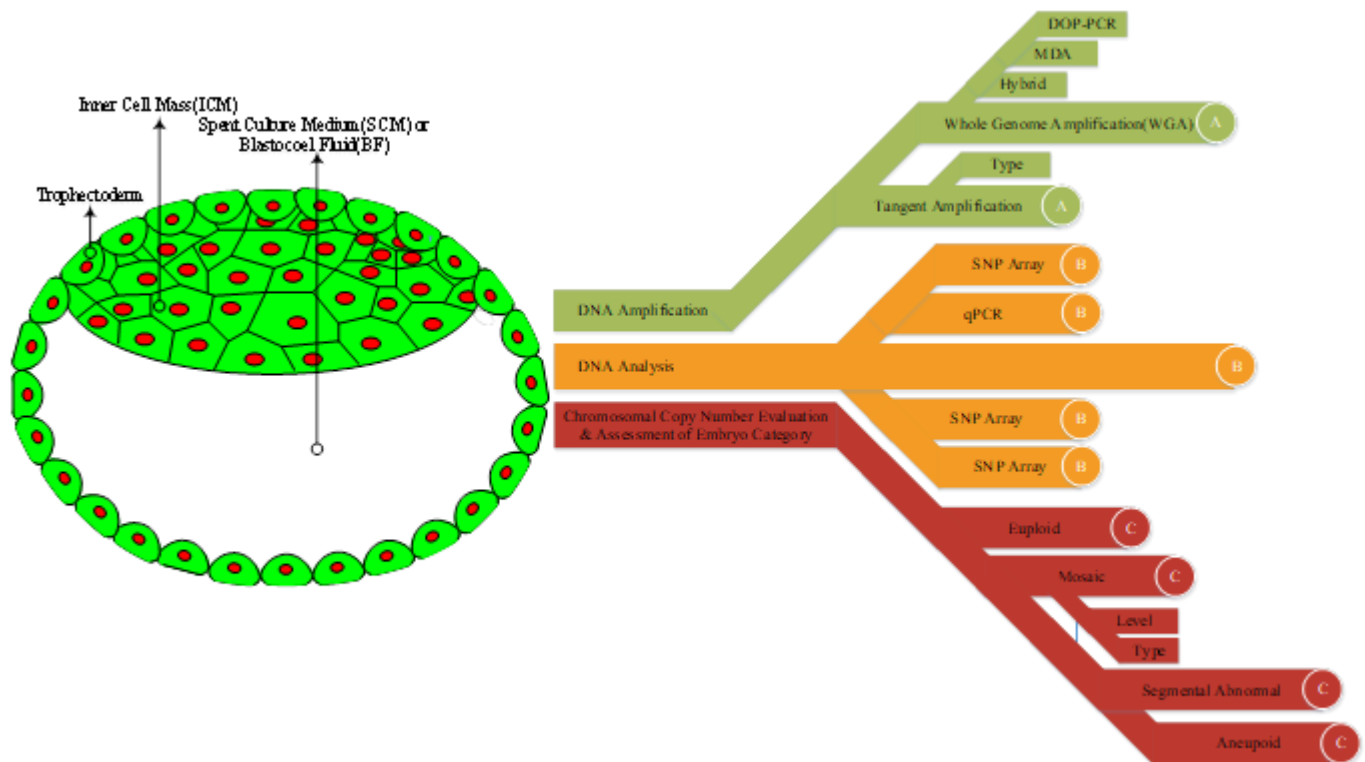 Inner Cell Mass(ICM)
Spent Culture Medium(SCM) or
Blastocoel Fluid(BF)
Trophectoderm
DOP-PCR
MDA
Hybrid
Whole Genome Amplification(WGA) A
Type
Tangent Amplification A
DNA Amplification
SNP Array B
qPCR B
DNA Analysis B
SNP Array B
SNP Array B
Chromosomal Copy Number Evaluation
& Assessment of Embryo Category
Euploid C
Mosaic C
Level
Type
Segmental Abnormal C
Aneupoid C